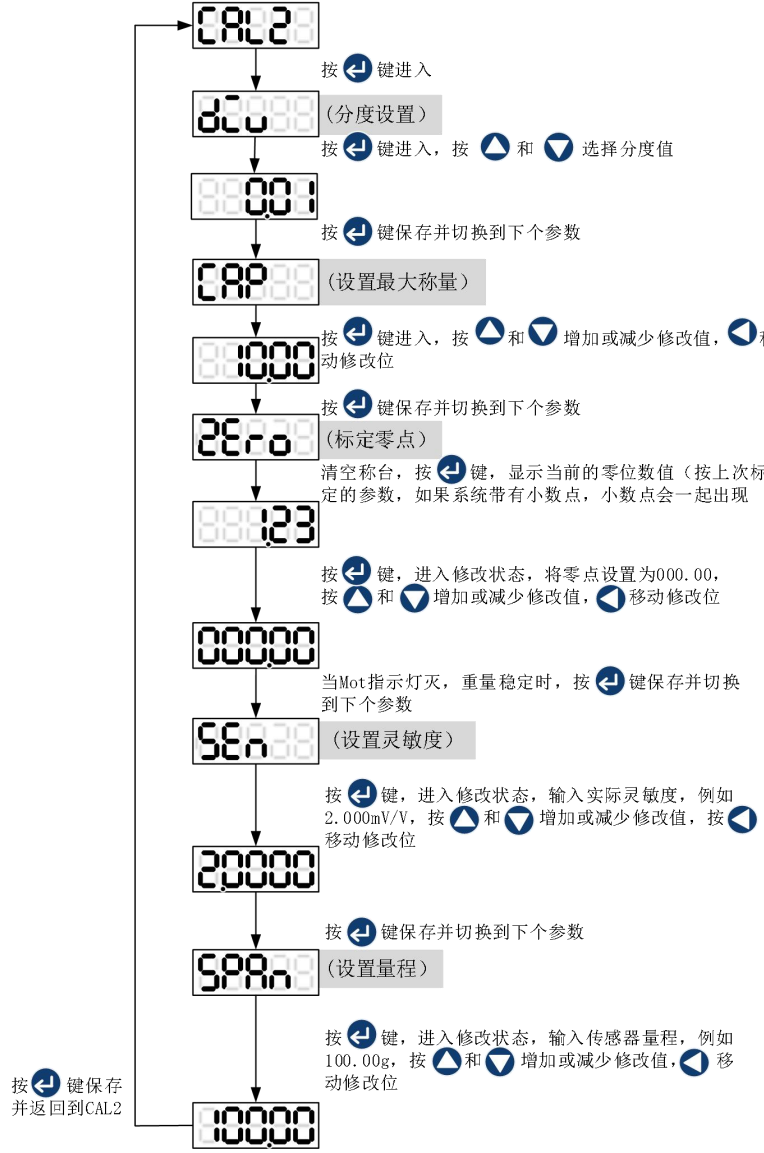 CAL2
按 键进入
div
(分度设置)
按 键进入，按 和 选择分度值
0.01
按 键保存并切换到下个参数
CAP
(设置最大称量)
按 键进入，按 和 增加或减少修改值， 
动修改位
10.00
按 键保存并切换到下个参数
ZEro
(标定零点)
清空称台，按 键，显示当前的零位数值（按上次标
定的参数，如果系统带有小数点，小数点会一起出现
1.23
按 键，进入修改状态，将零点设置为000.00，
按 和 增加或减少修改值， 移动修改位
000.00
当Mot指示灯灭，重量稳定时，按 键保存并切换
到下个参数
SEn
(设置灵敏度)
按 键，进入修改状态，输入实际灵敏度，例如
2.000mV/V，按 和 增加或减少修改值，按
移动修改位
2.0000
按 键保存并切换到下个参数
SPAn
(设置量程)
按 键，进入修改状态，输入传感器量程，例如
100.00g，按 和 增加或减少修改值， 移
动修改位
按 键保存
并返回到CAL2
100.00